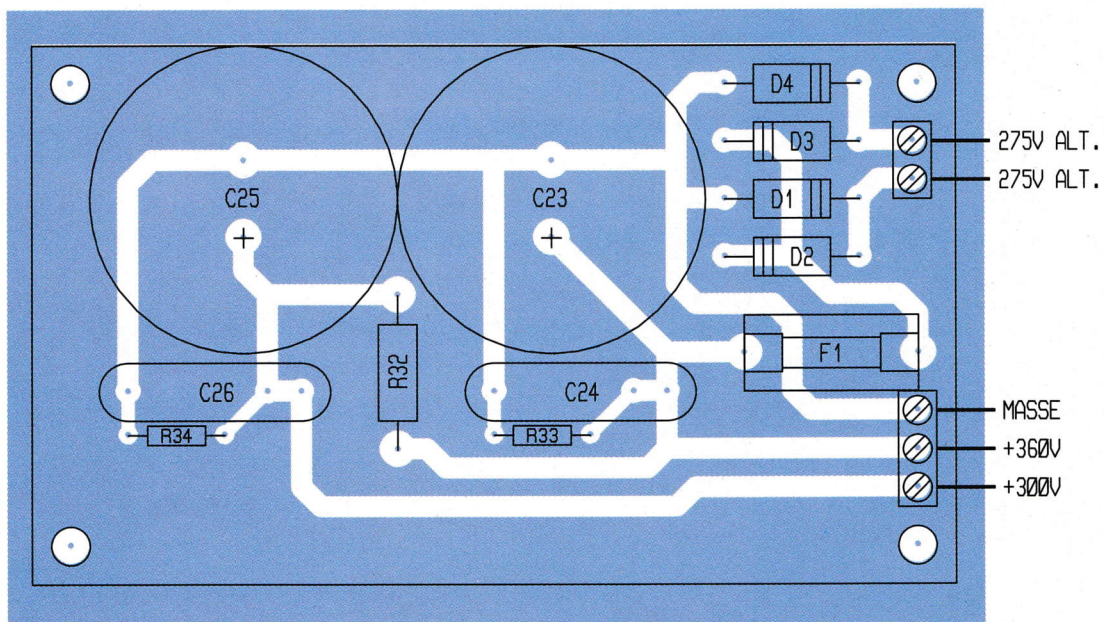 D4
D3
275V ALT.
275V ALT.
C25
C23
D1
D2
R32
F1
C26
C24
MASSE
R34
R33
+360V
+300V